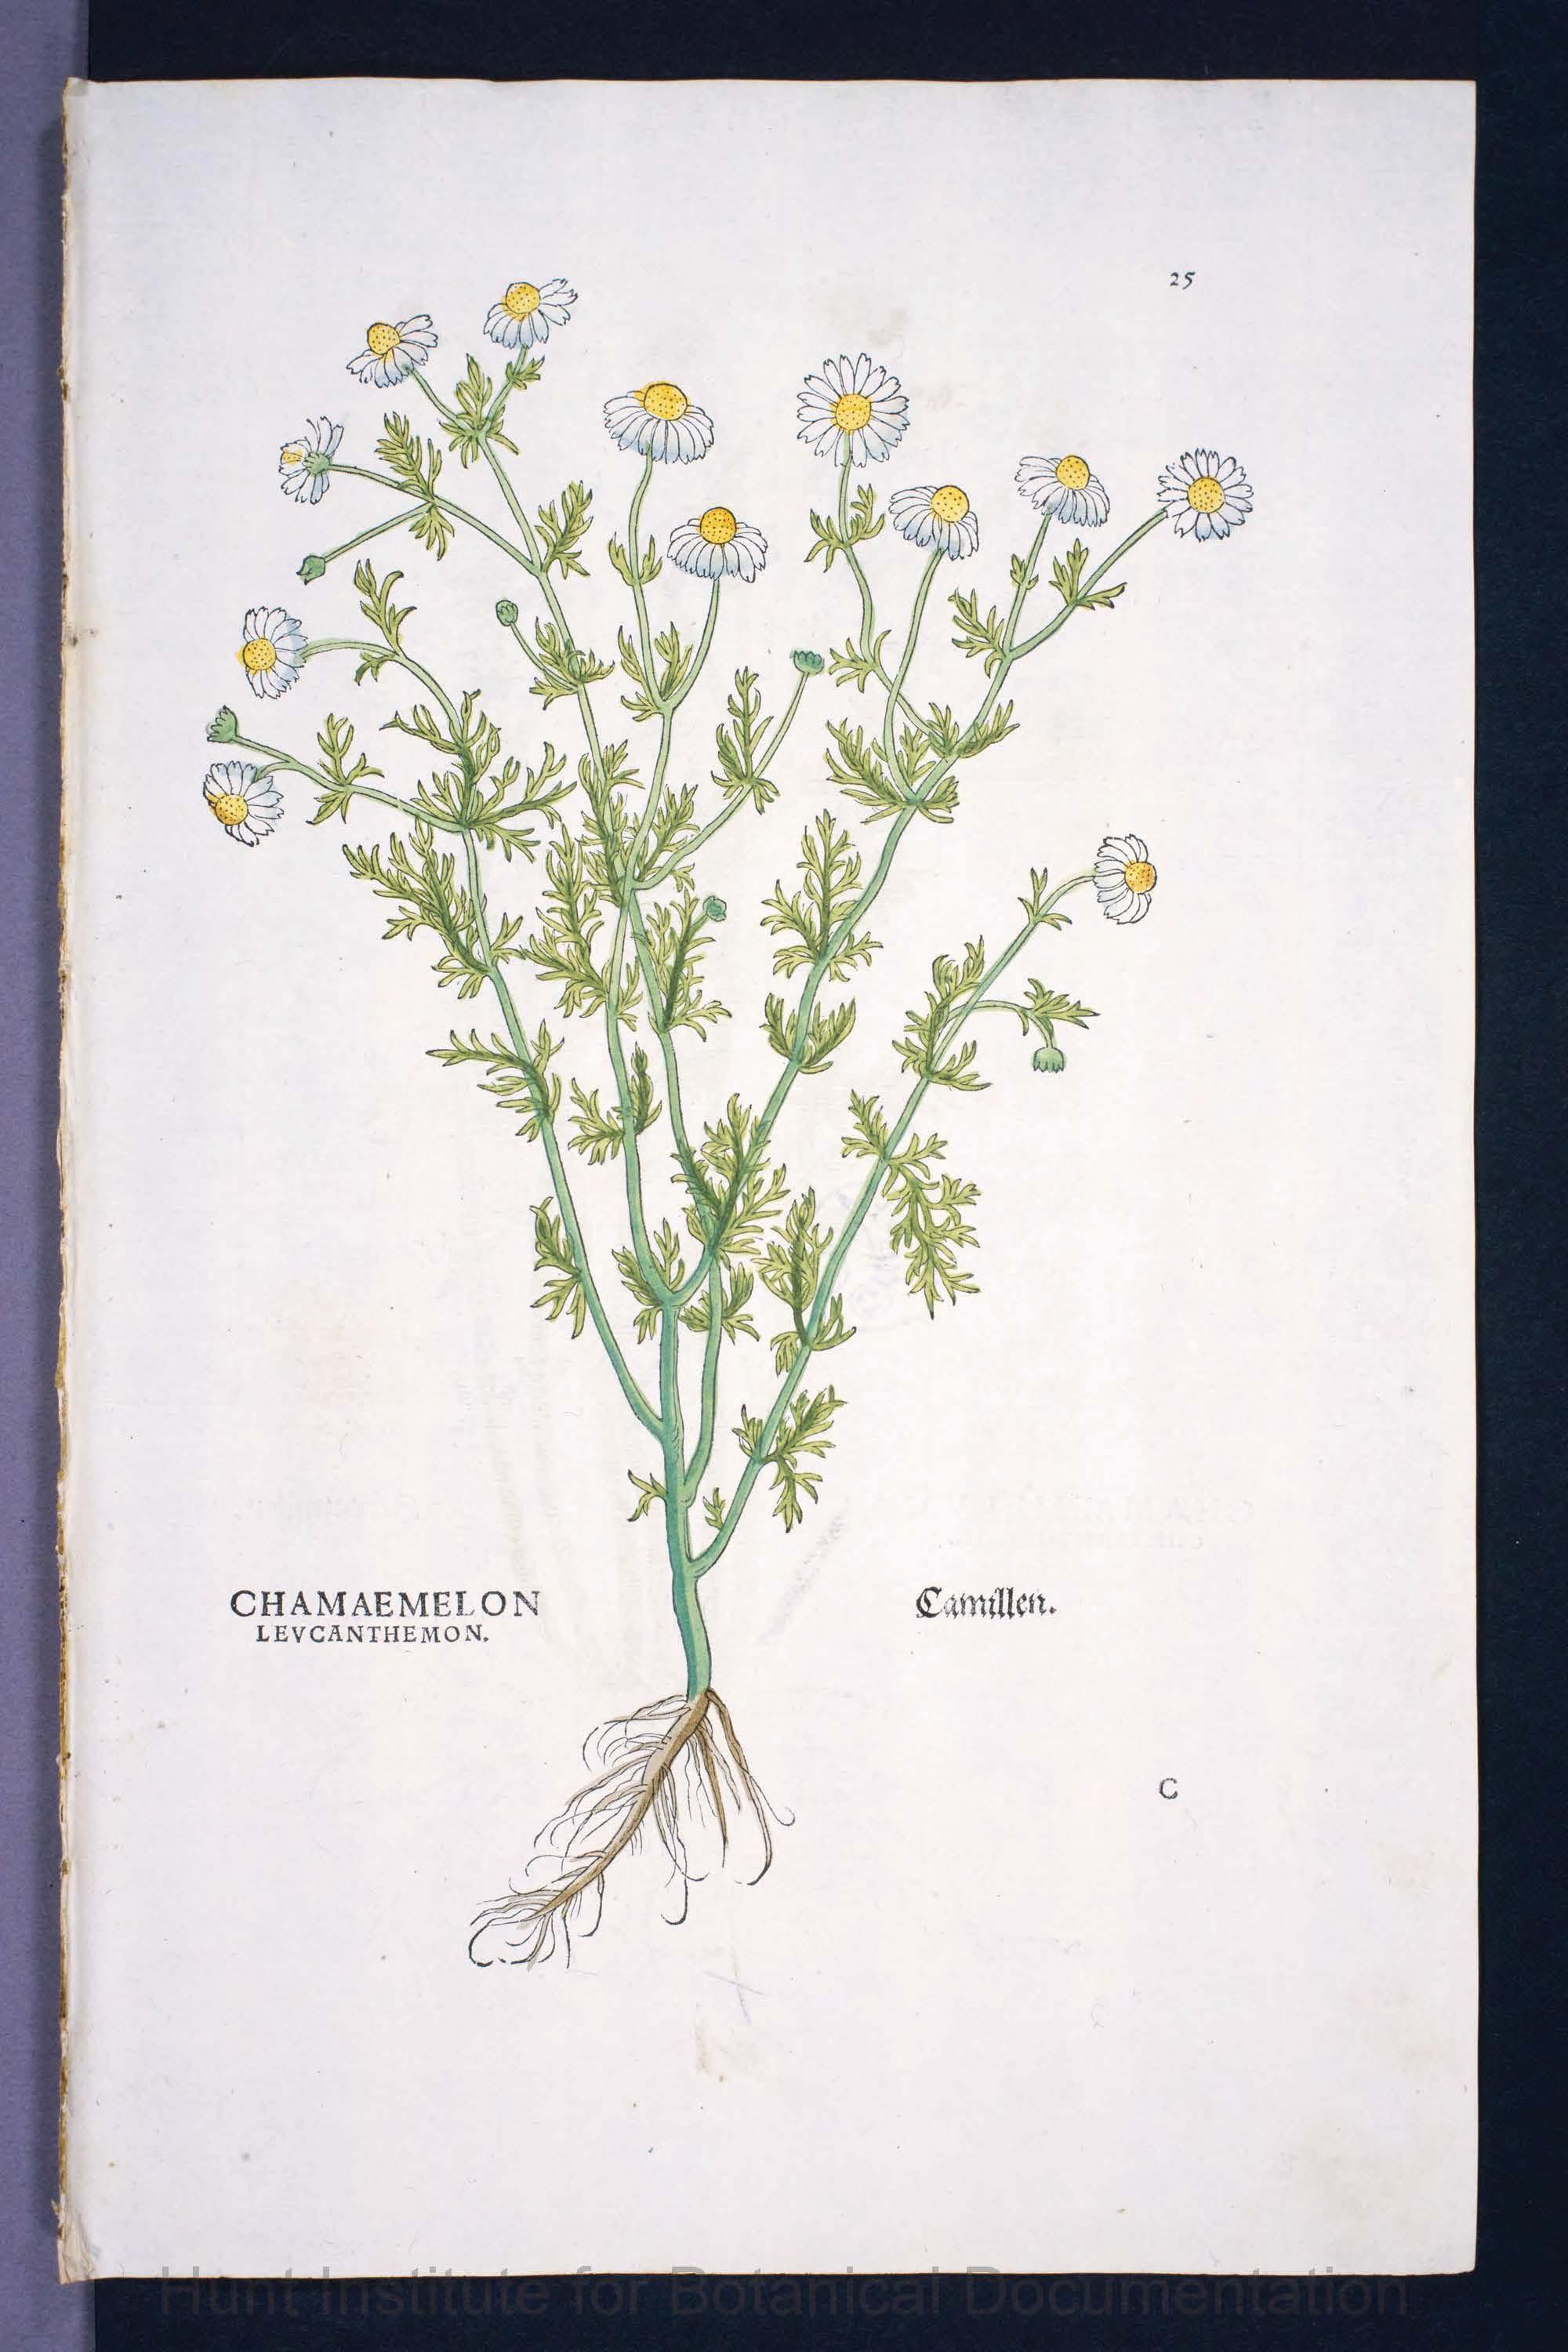 25
CHAMAEMELON
LEVCANTHEMON.
Camillen.
C
Hunt Institute for Botanical Documentation